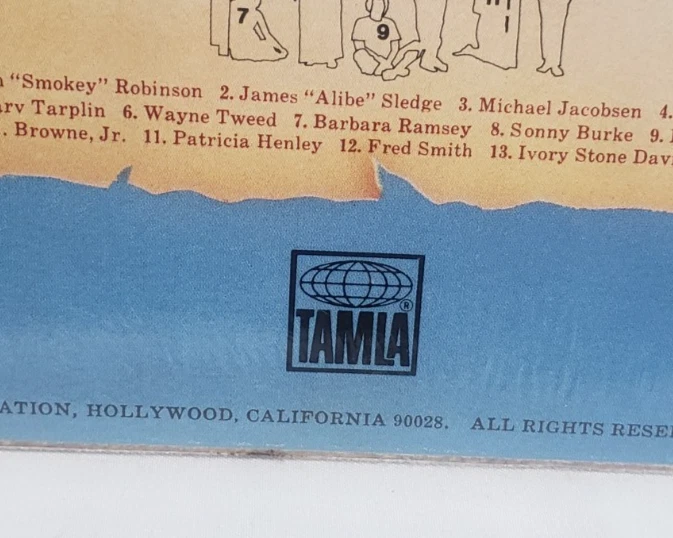 7
9
"Smokey" Robinson 2. James "Alibe" Sledge 3. Michael Jacobsen 4.
Tarplin 6. Wayne Tweed 7. Barbara Ramsey 8. Sonny Burke 9.
. Browne, Jr. 11. Patricia Henley 12. Fred Smith 13. Ivory Stone Dav
TAMLA®
ATION, HOLLYWOOD, CALIFORNIA 90028. ALL RIGHTS RESE